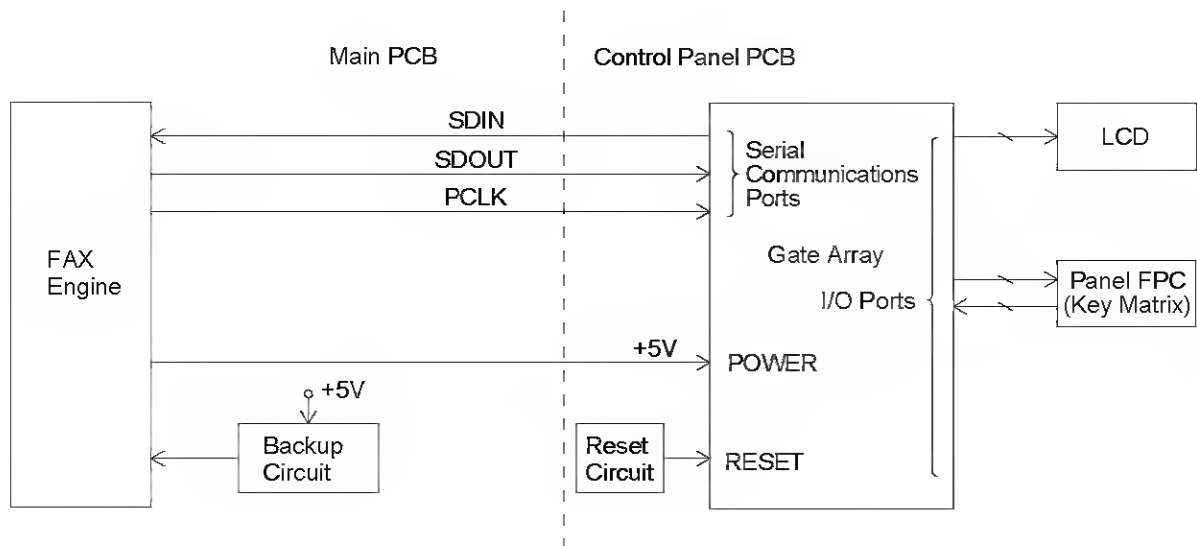 Main PCB
Control Panel PCB
SDIN
SDOUT
PCLK
Serial
Communications
Ports
LCD
FAX
Engine
Gate Array
I/O Ports
Panel FPC
(Key Matrix)
+5V
POWER
+5V
Backup
Circuit
Reset
Circuit
RESET